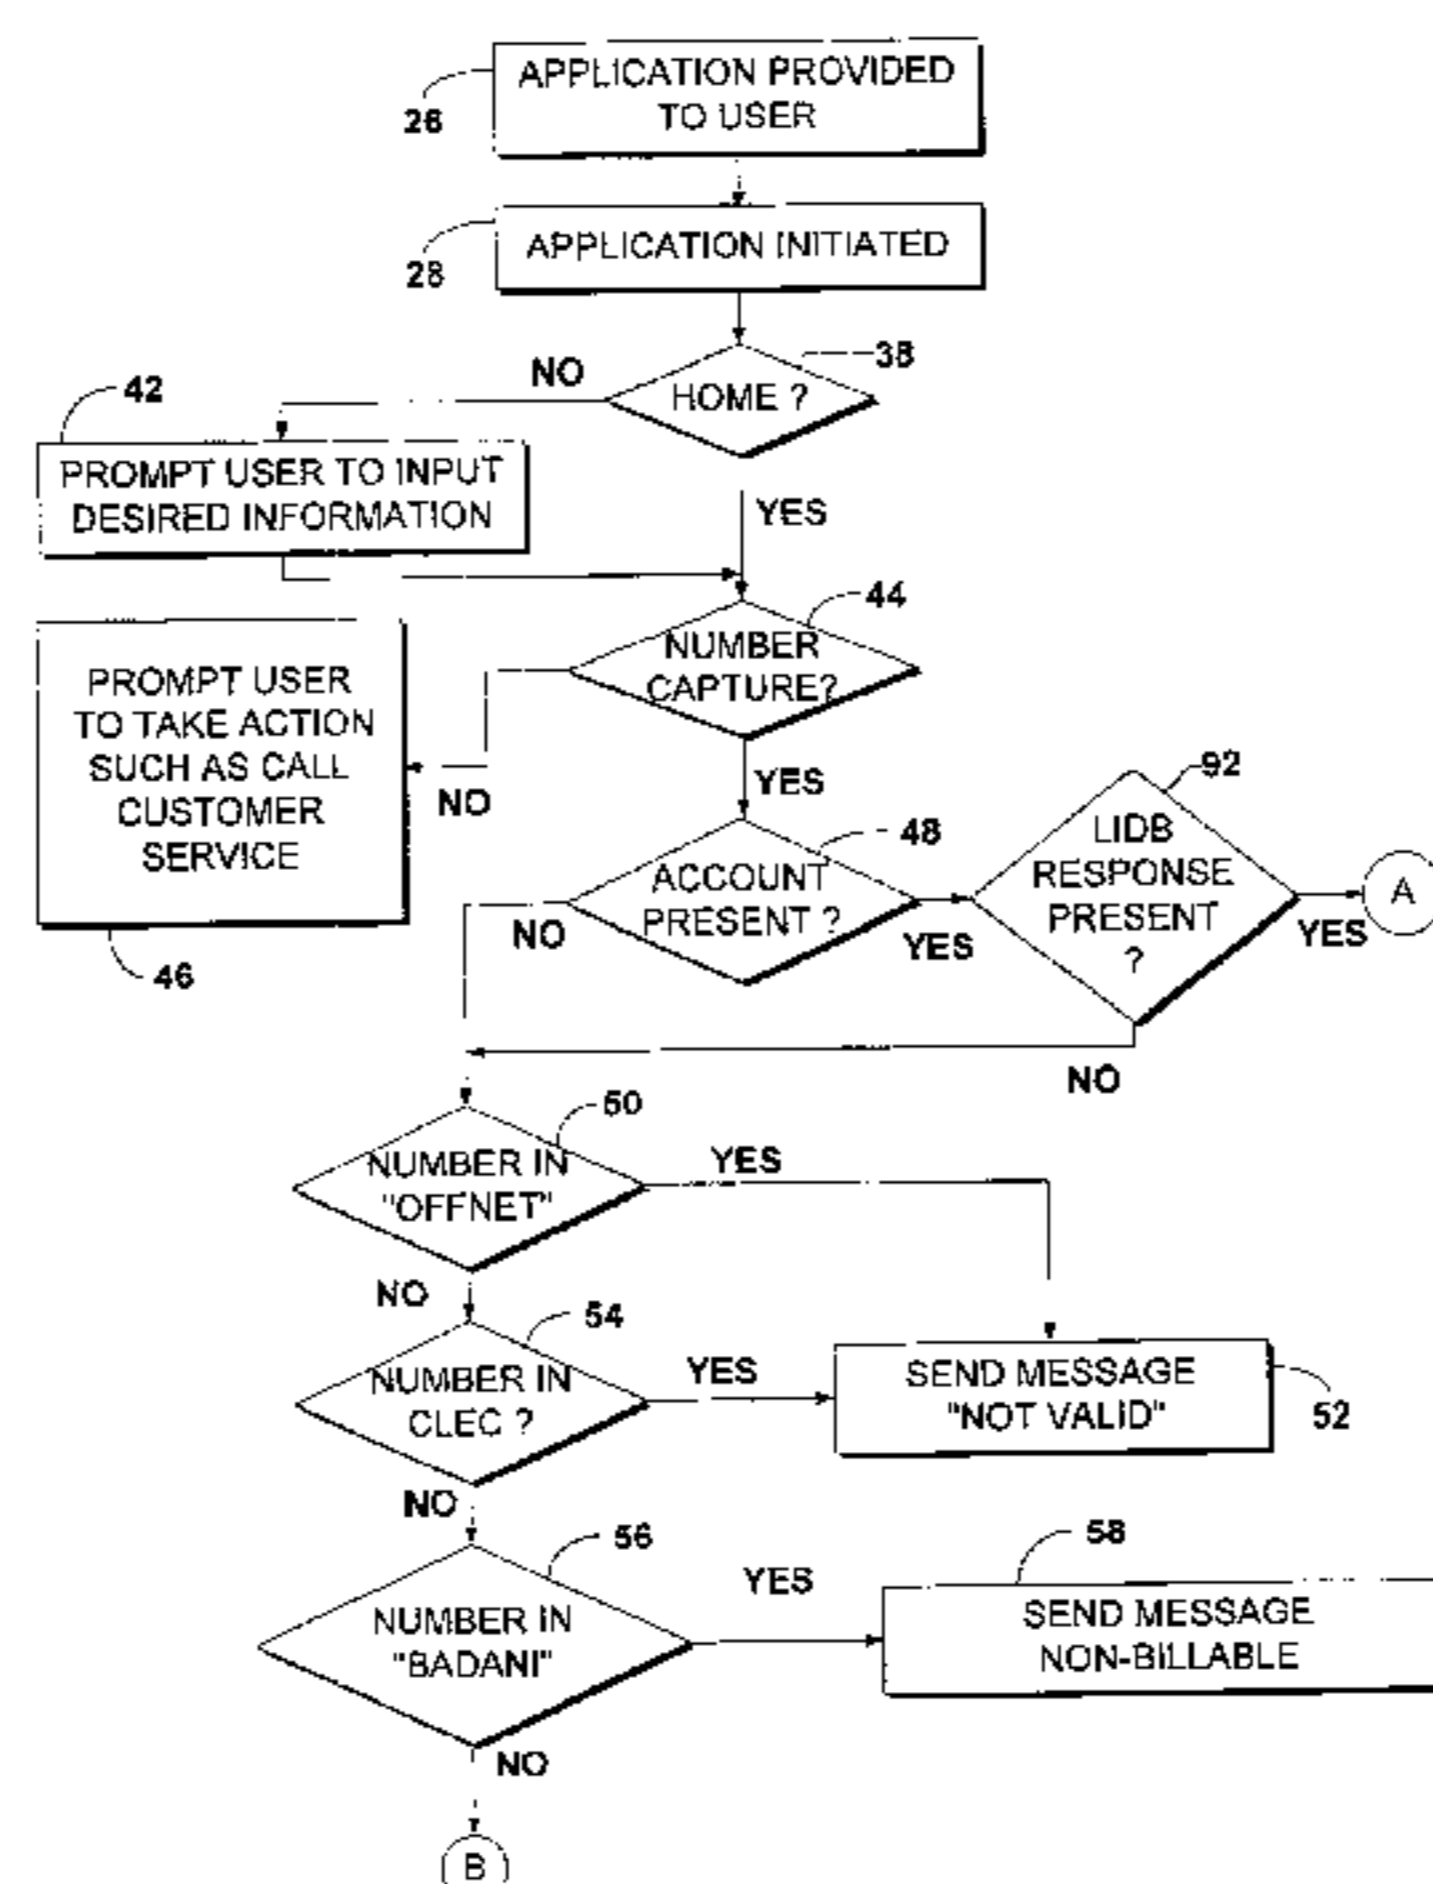 APPLICATION PROVIDED
TO USER
26
APPLICATION INITIATED
28
HOME ?
38
NO
42
PROMPT USER TO INPUT
DESIRED INFORMATION
YES
44
NUMBER
CAPTURE?
PROMPT USER
TO TAKE ACTION
SUCH AS CALL
CUSTOMER
SERVICE
NO
46
YES
48
ACCOUNT
PRESENT ?
NO
YES
92
LIDB
RESPONSE
PRESENT
?
YES
A
NO
50
NUMBER IN
"OFFNET"
YES
NO
54
NUMBER IN
CLEC ?
YES
SEND MESSAGE
"NOT VALID"
52
NO
56
NUMBER IN
"BADANI"
YES
58
SEND MESSAGE
NON-BILLABLE
NO
B